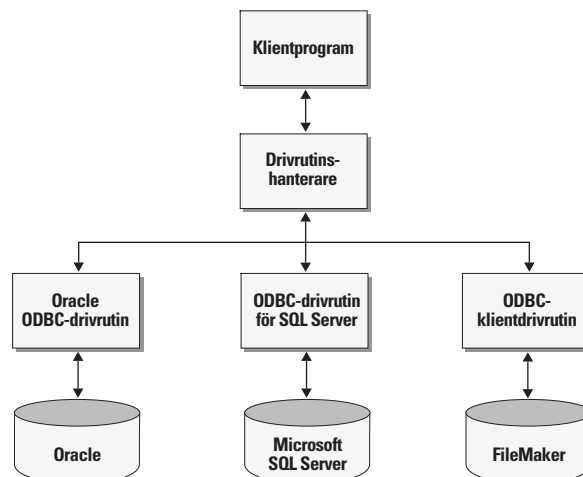 Klientprogram
Drivrutins-
hanterare
Oracle
ODBC-drivrutin
ODBC-drivrutin
för SQL Server
ODBC-
klientdrivrutin
Oracle
Microsoft
SQL Server
FileMaker